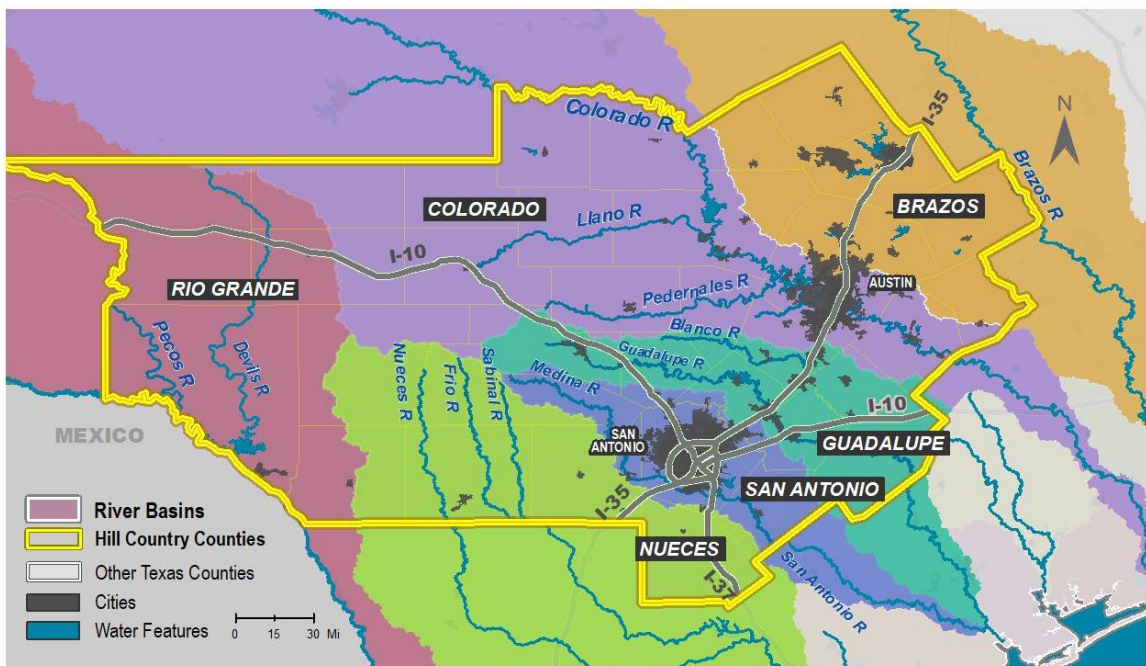 Colorado R
I-35
N
Brazos R
COLORADO
Llano R
BRAZOS
I-10
RIO GRANDE
Pedernales R
AUSTIN
Pecos R
Devils R
Nueces R
Frio R
Sabinal R
Blanco R
Guadalupe R
Medina R
I-10
MEXICO
SAN
ANTONIO
GUADALUPE
SAN ANTONIO
I-35
NUECES
I-37
San Antonio R
River Basins
Hill Country Counties
Other Texas Counties
Cities
Water Features
0 15 30 Mi